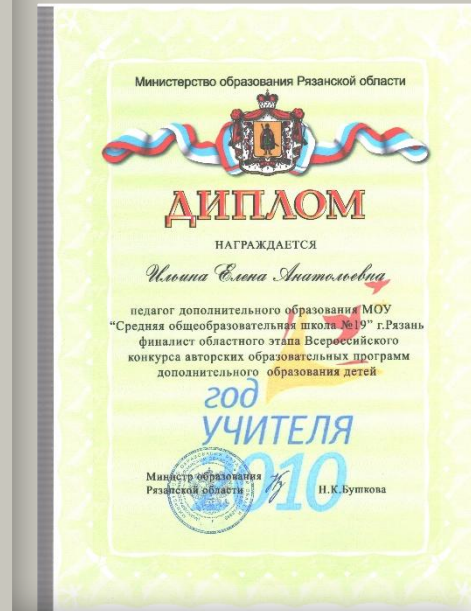 Министерство образования Рязанской области
ДИПЛОМ
НАГРАЖДАЕТСЯ
Ильина Елена Анатольевна
педагог дополнительного образования МОУ
“Средняя общеобразовательная школа №19” г.Рязань
финалист областного этапа Всероссийского
конкурса авторских образовательных программ
дополнительного образования детей
год
УЧИТЕЛЯ
2010
Министр образования
Рязанской области
Н.К.Бушкова